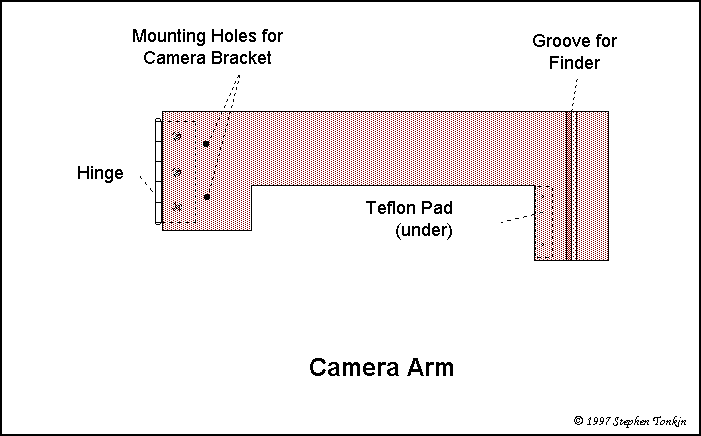 Mounting Holes for
Camera Bracket
Groove for
Finder
Hinge
Teflon Pad
(under)
Camera Arm
© 1997 Stephen Tonkin